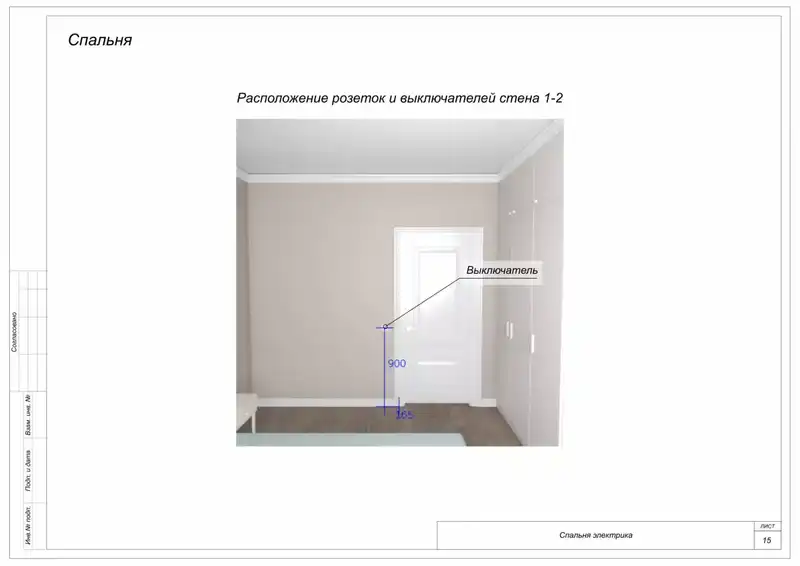 Спальня
Расположение розеток и выключателей стена 1-2
Выключатель
900
165
Согласовано
Взам. инв. №
Подп. и дата
Инв.№ подл.
Спальня электрика
ЛИСТ
15